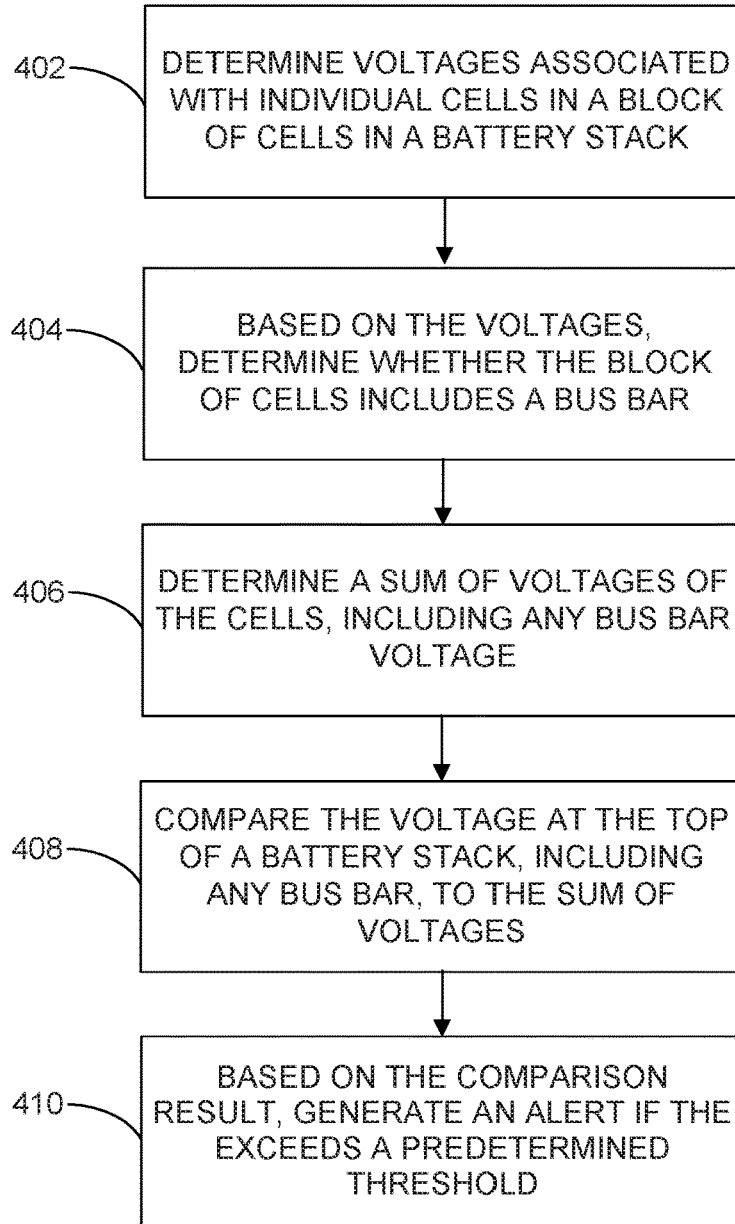 402
DETERMINE VOLTAGES ASSOCIATED
WITH INDIVIDUAL CELLS IN A BLOCK
OF CELLS IN A BATTERY STACK
404
BASED ON THE VOLTAGES,
DETERMINE WHETHER THE BLOCK
OF CELLS INCLUDES A BUS BAR
406
DETERMINE A SUM OF VOLTAGES OF
THE CELLS, INCLUDING ANY BUS BAR
VOLTAGE
408
COMPARE THE VOLTAGE AT THE TOP
OF A BATTERY STACK, INCLUDING
ANY BUS BAR, TO THE SUM OF
VOLTAGES
410
BASED ON THE COMPARISON
RESULT, GENERATE AN ALERT IF THE
EXCEEDS A PREDETERMINED
THRESHOLD